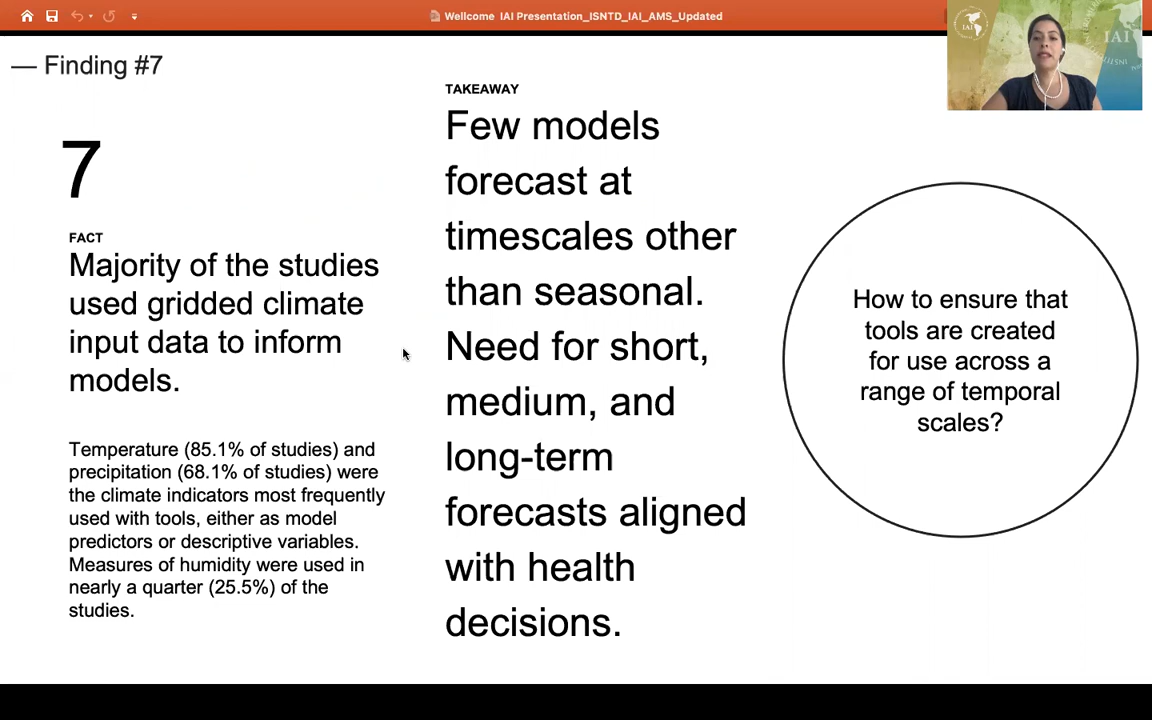 Wellcome IAI Presentation_ISNTD_IAI_AMS_Updated
— Finding #7
7
FACT
Majority of the studies
used gridded climate
input data to inform
models.
Temperature (85.1% of studies) and
precipitation (68.1% of studies) were
the climate indicators most frequently
used with tools, either as model
predictors or descriptive variables.
Measures of humidity were used in
nearly a quarter (25.5%) of the
studies.
TAKEAWAY
Few models
forecast at
timescales other
than seasonal.
Need for short,
medium, and
long-term
forecasts aligned
with health
decisions.
How to ensure that
tools are created
for use across a
range of temporal
scales?
IAI
IAI